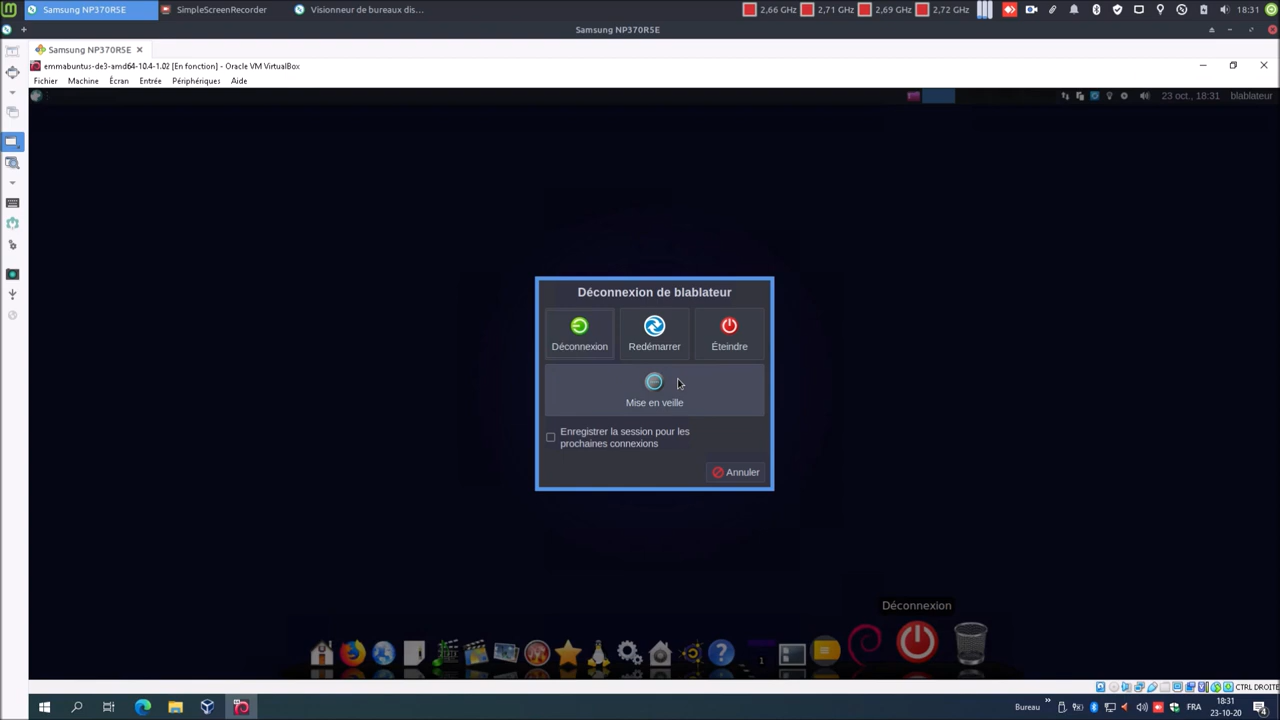 Samsung NP370R5E
SimpleScreenRecorder
Visionneur de bureaux dis...
2,66 GHz
2,71 GHz
2,69 GHz
2,72 GHz
18:31
Samsung NP370R5E
Samsung NP370R5E
emmabuntus-de3-amd64-10.4-1.02 [En fonction] - Oracle VM VirtualBox
Fichier Machine Écran Entrée Périphériques Aide
23 oct., 18:31 blablateur
Déconnexion de blablateur
Déconnexion Redémarrer Éteindre
Mise en veille
Enregistrer la session pour les
prochaines connexions
Annuler
Déconnexion
1
CTRL DROITE
Bureau
FRA
18:31
23-10-20
4